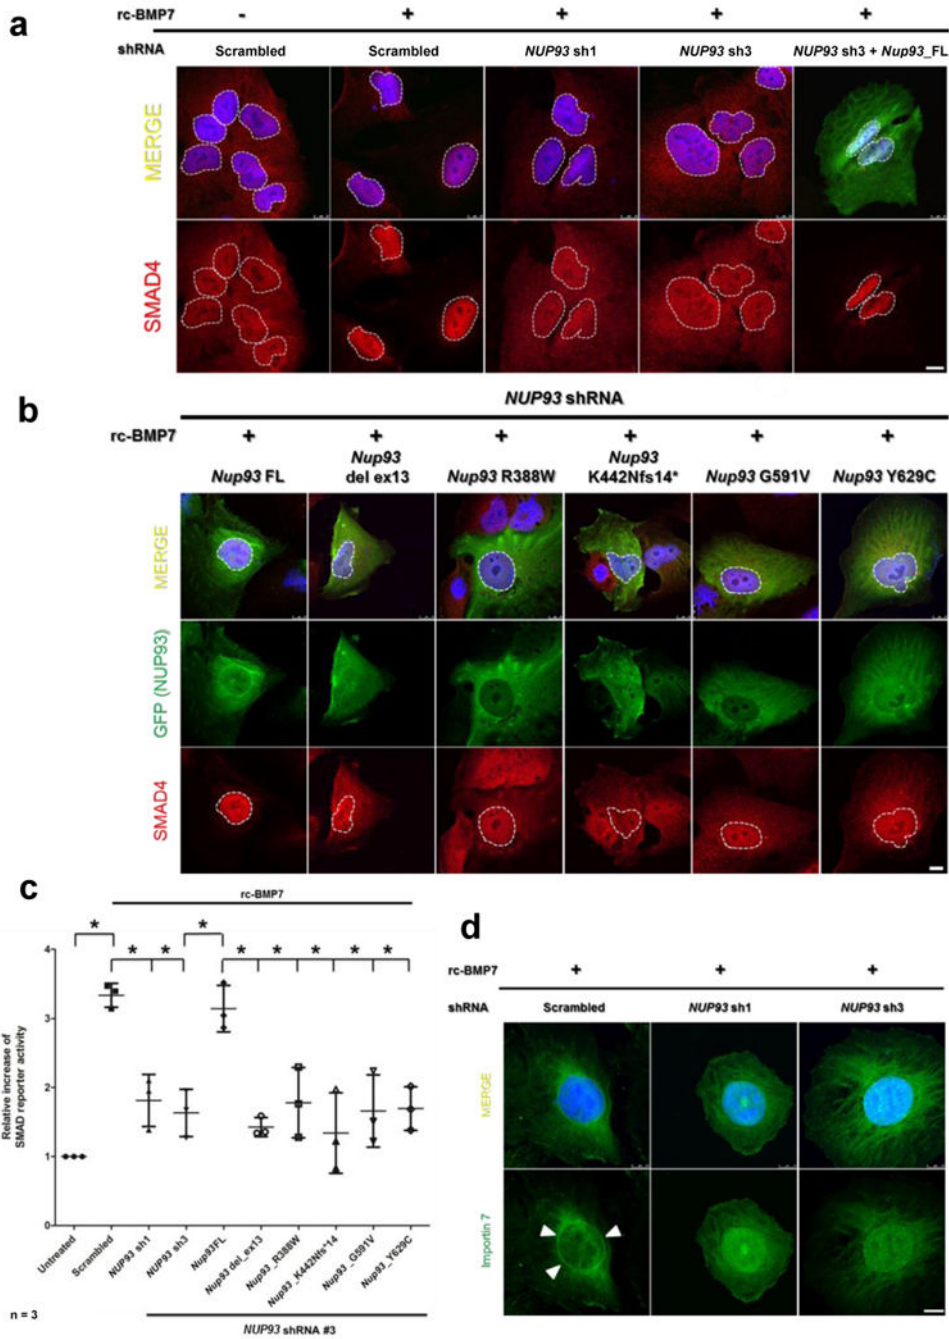 a
rc-BMP7 - + + + +
shRNA Scrambled Scrambled NUP93 sh1 NUP93 sh3 NUP93 sh3 + Nup93_FL
MERGE
SMAD4
b
NUP93 shRNA
rc-BMP7 + + + + + +
Nup93 FL Nup93 del ex13 Nup93 R388W Nup93 K442Nfs14* Nup93 G591V Nup93 Y629C
MERGE
GFP (NUP93)
SMAD4
c
rc-BMP7
* *
* * * * * * *
Relative increase of
SMAD reporter activity
4
3
2
1
0
Untreated
Scrambled
NUP93 sh1
NUP93 sh3
Nup93FL
Nup93 del_ex13
Nup93_R388W
Nup93_K442Nfs*14
Nup93_G591V
Nup93_Y629C
n = 3
NUP93 shRNA #3
d
rc-BMP7 + + +
shRNA Scrambled NUP93 sh1 NUP93 sh3
MERGE
Importin 7